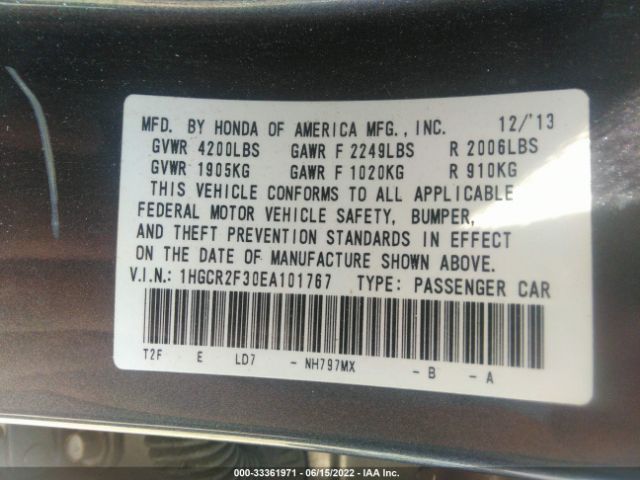 MFD. BY HONDA OF AMERICA MFG., INC. 12/'13
GVWR 4200LBS GAWR F 2249LBS R 2006LBS
GVWR 1905KG GAWR F 1020KG R 910KG
THIS VEHICLE CONFORMS TO ALL APPLICABLE
FEDERAL MOTOR VEHICLE SAFETY, BUMPER,
AND THEFT PREVENTION STANDARDS IN EFFECT
ON THE DATE OF MANUFACTURE SHOWN ABOVE.
V.I.N.: 1HGCR2F30EA101767 TYPE: PASSENGER CAR
T2F E LD7 - NH797MX - B - A
000-33361971 - 06/15/2022 - IAA Inc.